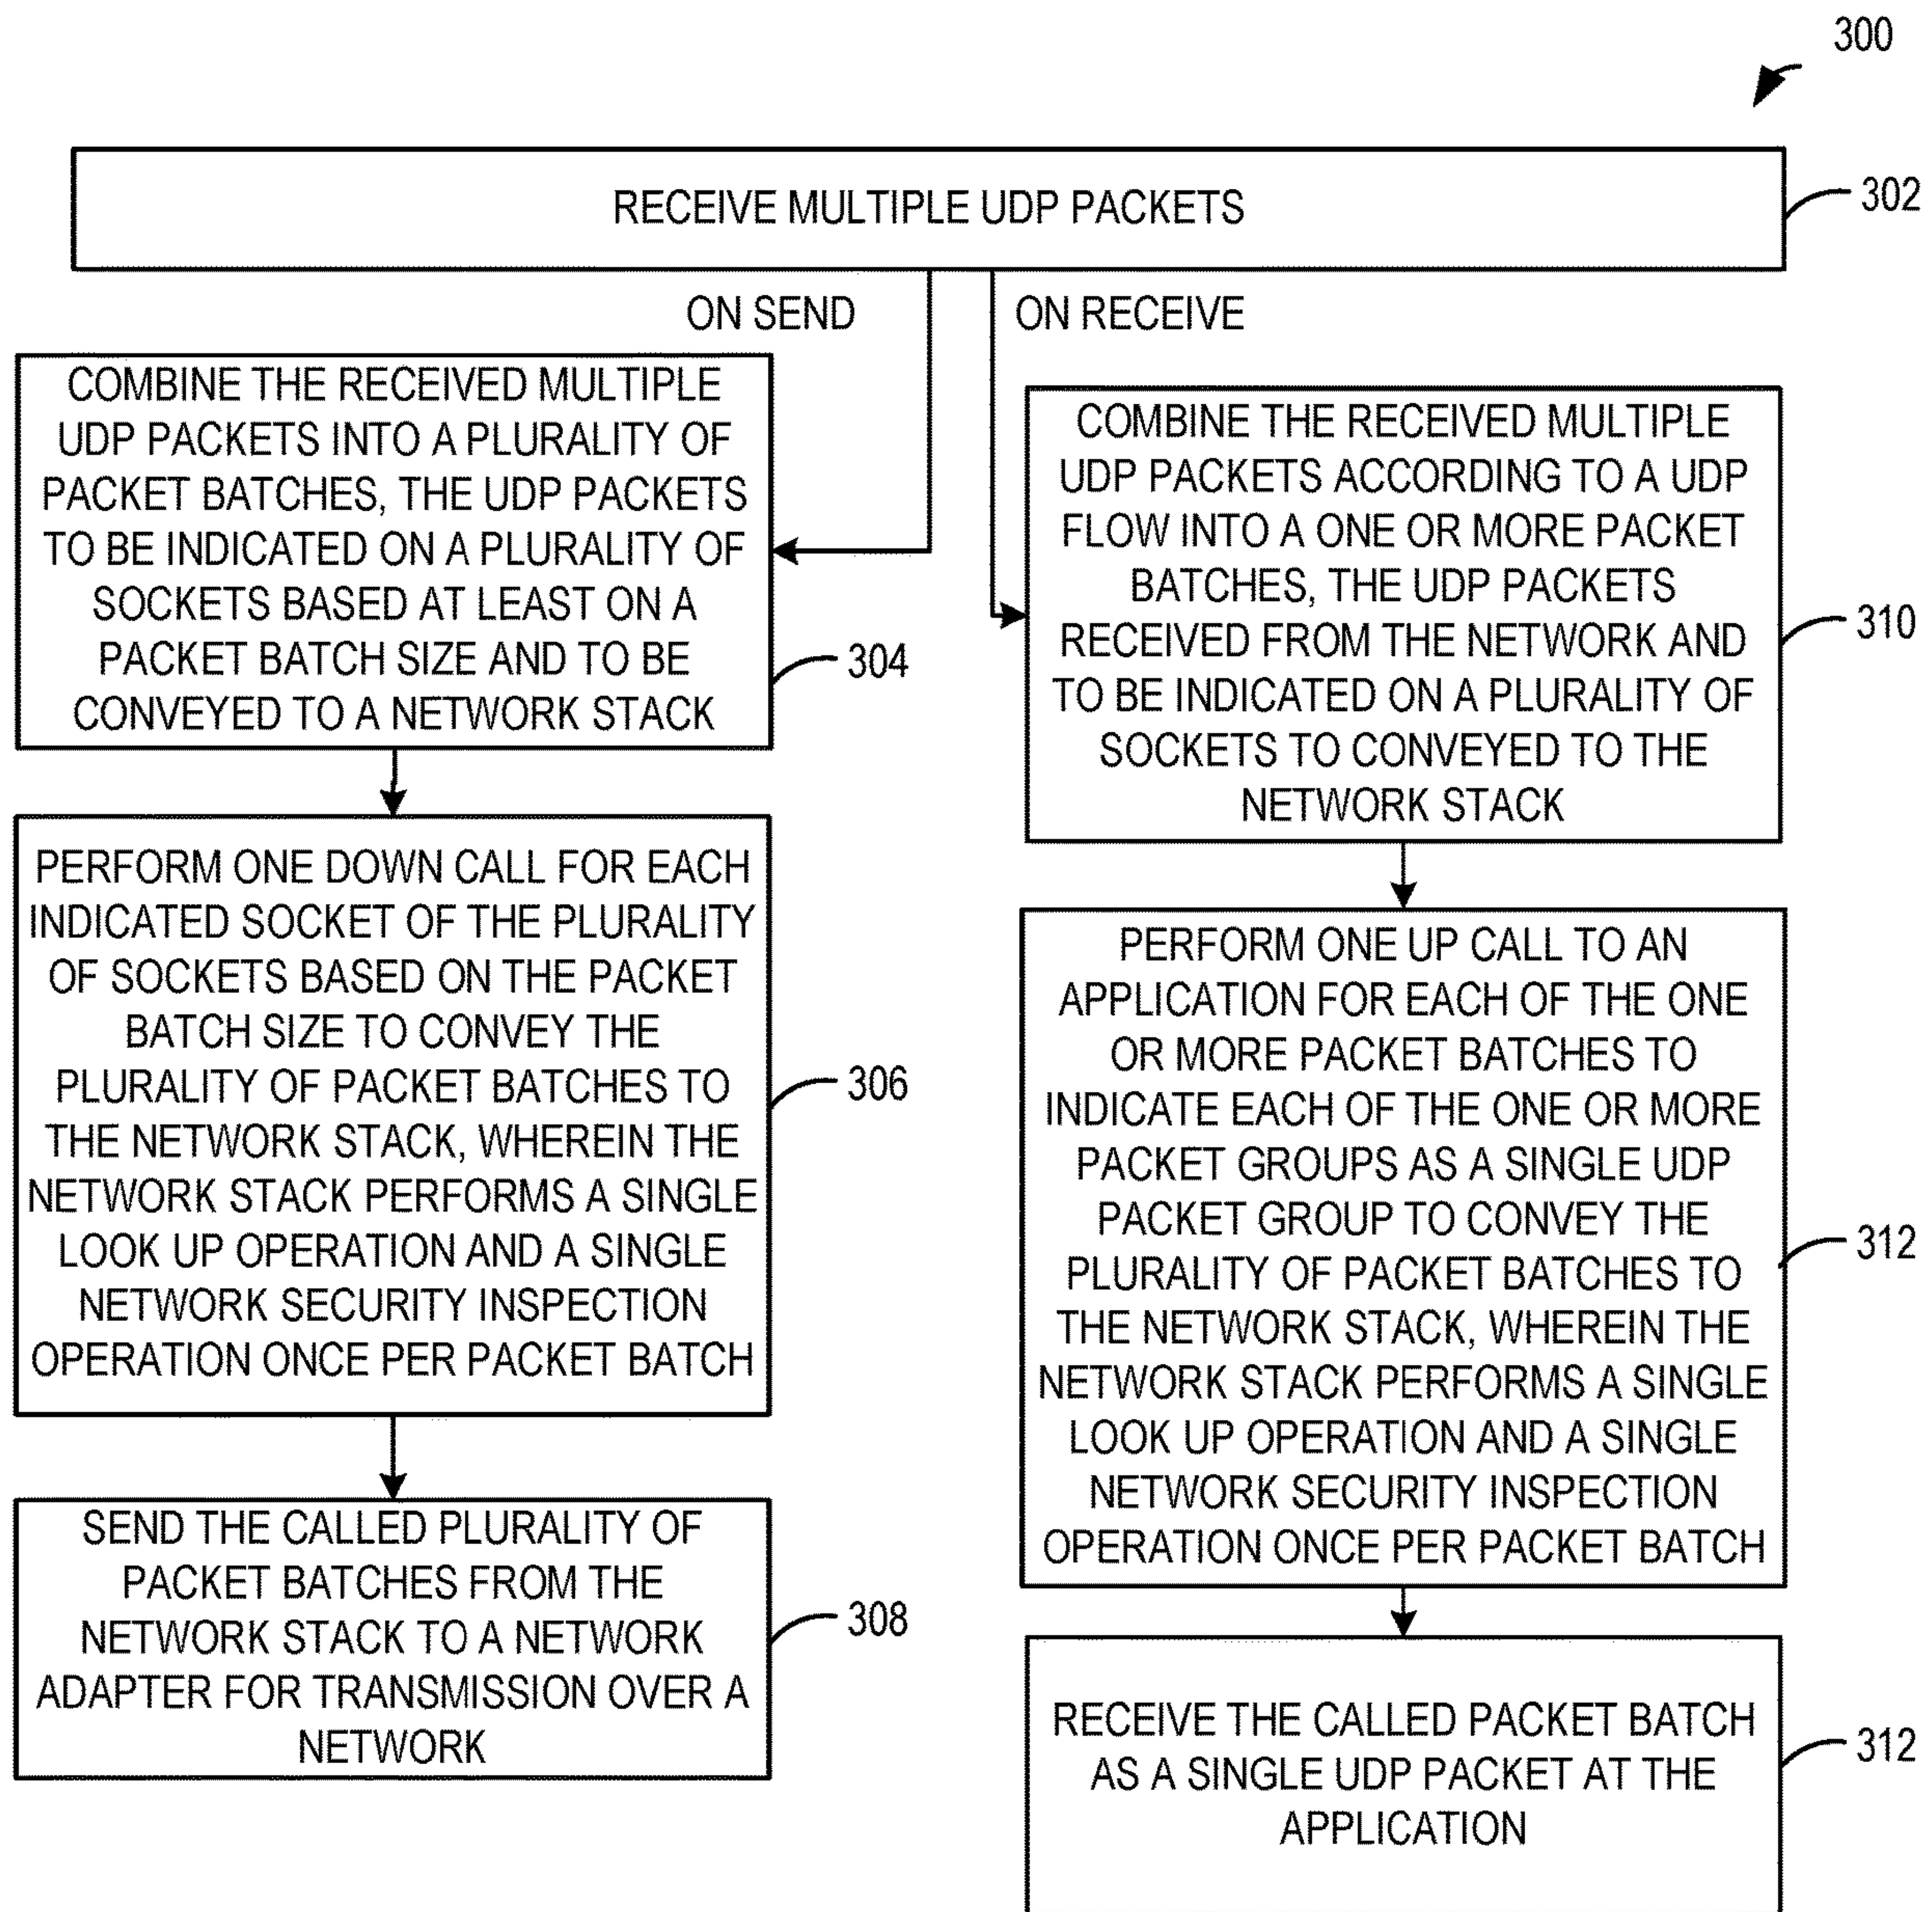 300
RECEIVE MULTIPLE UDP PACKETS
302
ON SEND
ON RECEIVE
COMBINE THE RECEIVED MULTIPLE
UDP PACKETS INTO A PLURALITY OF
PACKET BATCHES, THE UDP PACKETS
TO BE INDICATED ON A PLURALITY OF
SOCKETS BASED AT LEAST ON A
PACKET BATCH SIZE AND TO BE
CONVEYED TO A NETWORK STACK
304
PERFORM ONE DOWN CALL FOR EACH
INDICATED SOCKET OF THE PLURALITY
OF SOCKETS BASED ON THE PACKET
BATCH SIZE TO CONVEY THE
PLURALITY OF PACKET BATCHES TO
THE NETWORK STACK, WHEREIN THE
NETWORK STACK PERFORMS A SINGLE
LOOK UP OPERATION AND A SINGLE
NETWORK SECURITY INSPECTION
OPERATION ONCE PER PACKET BATCH
306
SEND THE CALLED PLURALITY OF
PACKET BATCHES FROM THE
NETWORK STACK TO A NETWORK
ADAPTER FOR TRANSMISSION OVER A
NETWORK
308
COMBINE THE RECEIVED MULTIPLE
UDP PACKETS ACCORDING TO A UDP
FLOW INTO A ONE OR MORE PACKET
BATCHES, THE UDP PACKETS
RECEIVED FROM THE NETWORK AND
TO BE INDICATED ON A PLURALITY OF
SOCKETS TO CONVEYED TO THE
NETWORK STACK
310
PERFORM ONE UP CALL TO AN
APPLICATION FOR EACH OF THE ONE
OR MORE PACKET BATCHES TO
INDICATE EACH OF THE ONE OR MORE
PACKET GROUPS AS A SINGLE UDP
PACKET GROUP TO CONVEY THE
PLURALITY OF PACKET BATCHES TO
THE NETWORK STACK, WHEREIN THE
NETWORK STACK PERFORMS A SINGLE
LOOK UP OPERATION AND A SINGLE
NETWORK SECURITY INSPECTION
OPERATION ONCE PER PACKET BATCH
312
RECEIVE THE CALLED PACKET BATCH
AS A SINGLE UDP PACKET AT THE
APPLICATION
312